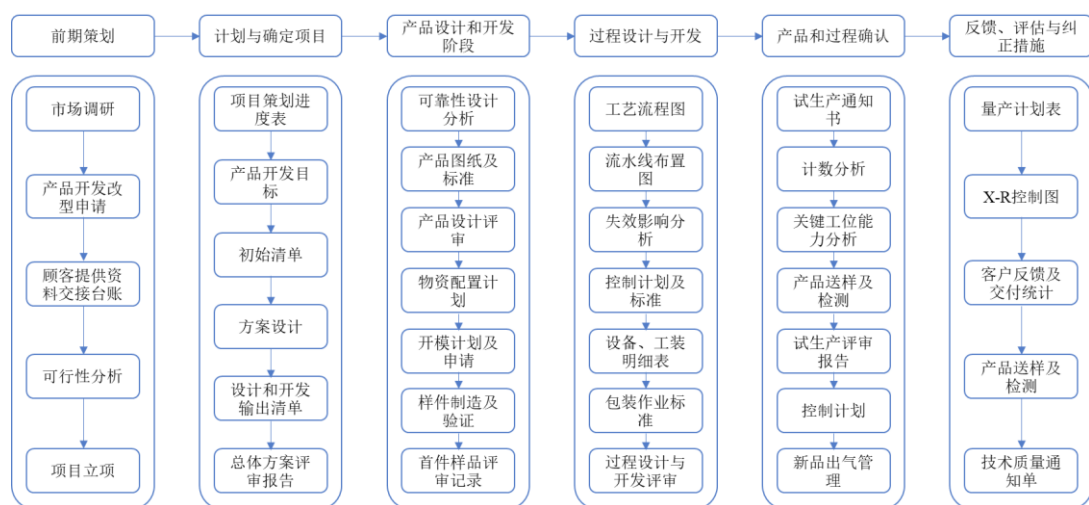 前期策划
计划与确定项目
产品设计和开发
阶段
过程设计与开发
产品和过程确认
反馈、评估与纠
正措施
市场调研
产品开发改
型申请
顾客提供资
料交接台账
可行性分析
项目立项
项目策划进
度表
产品开发目
标
初始清单
方案设计
设计和开发
输出清单
总体方案评
审报告
可靠性设计
分析
产品图纸及
标准
产品设计评
审
物资配置计
划
开模计划及
申请
样件制造及
验证
首件样品评
审记录
工艺流程图
流水线布置
图
失效影响分
析
控制计划及
标准
设备、工装
明细表
包装作业标
准
过程设计与
开发评审
试生产通知
书
计数分析
关键工位能
力分析
产品送样及
检测
试生产评审
报告
控制计划
新品出气管
理
量产计划表
X-R控制图
客户反馈及
交付统计
产品送样及
检测
技术质量通
知单